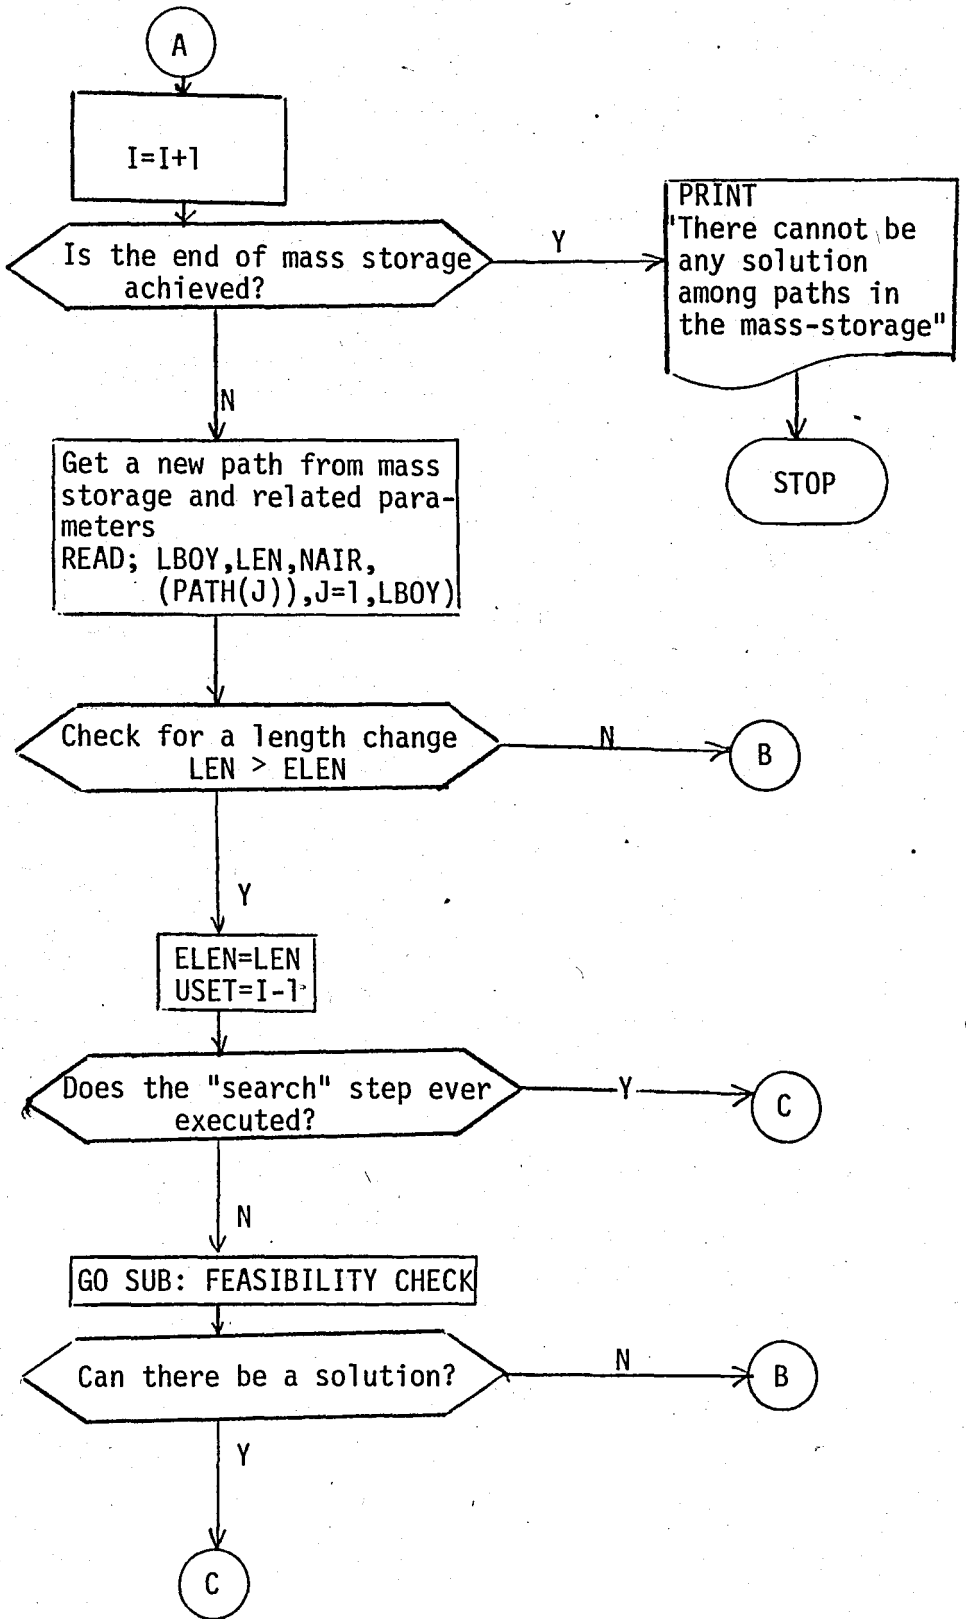 A
I=I+1
Is the end of mass storage
achieved?
Y
PRINT
"There cannot be
any solution
among paths in
the mass-storage"
STOP
N
Get a new path from mass
storage and related para-
meters
READ; LBOY,LEN,NAIR,
(PATH(J)),J=1,LBOY)
Check for a length change
LEN > ELEN
N
B
Y
ELEN=LEN
USET=I-1
Does the "search" step ever
executed?
Y
C
N
GO SUB: FEASIBILITY CHECK
Can there be a solution?
N
B
Y
C